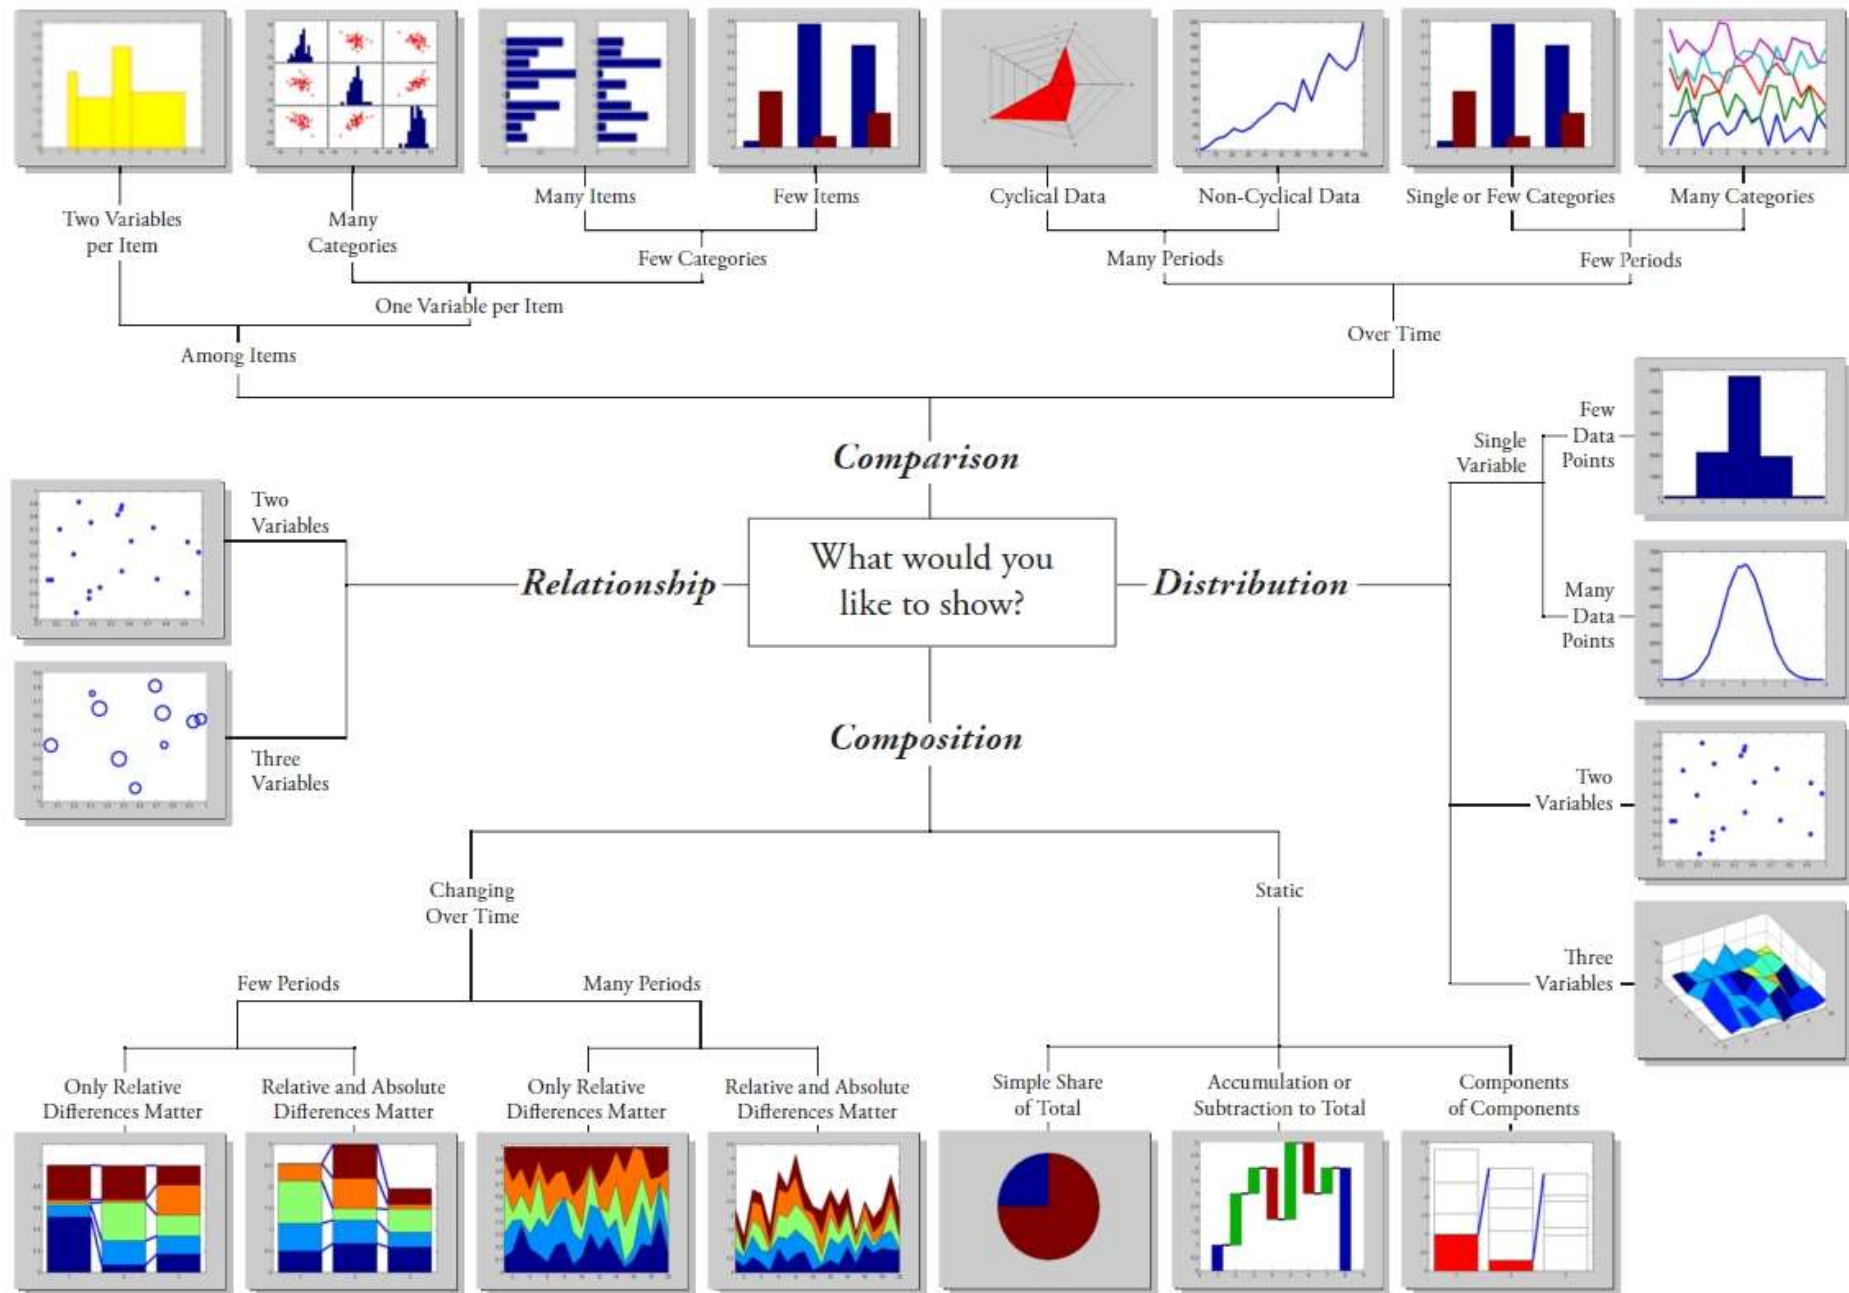 Two Variables
per Item
Many
Categories
Many Items
Few Items
Cyclical Data
Non-Cyclical Data
Single or Few Categories
Many Categories
Few Categories
Many Periods
Few Periods
One Variable per Item
Over Time
Among Items
Comparison
Single
Variable
Few
Data
Points
Two
Variables
What would you
like to show?
Relationship
Distribution
Many
Data
Points
Three
Variables
Composition
Two
Variables
Changing
Over Time
Static
Three
Variables
Few Periods
Many Periods
Only Relative
Differences Matter
Relative and Absolute
Differences Matter
Only Relative
Differences Matter
Relative and Absolute
Differences Matter
Simple Share
of Total
Accumulation or
Subtraction to Total
Components
of Components